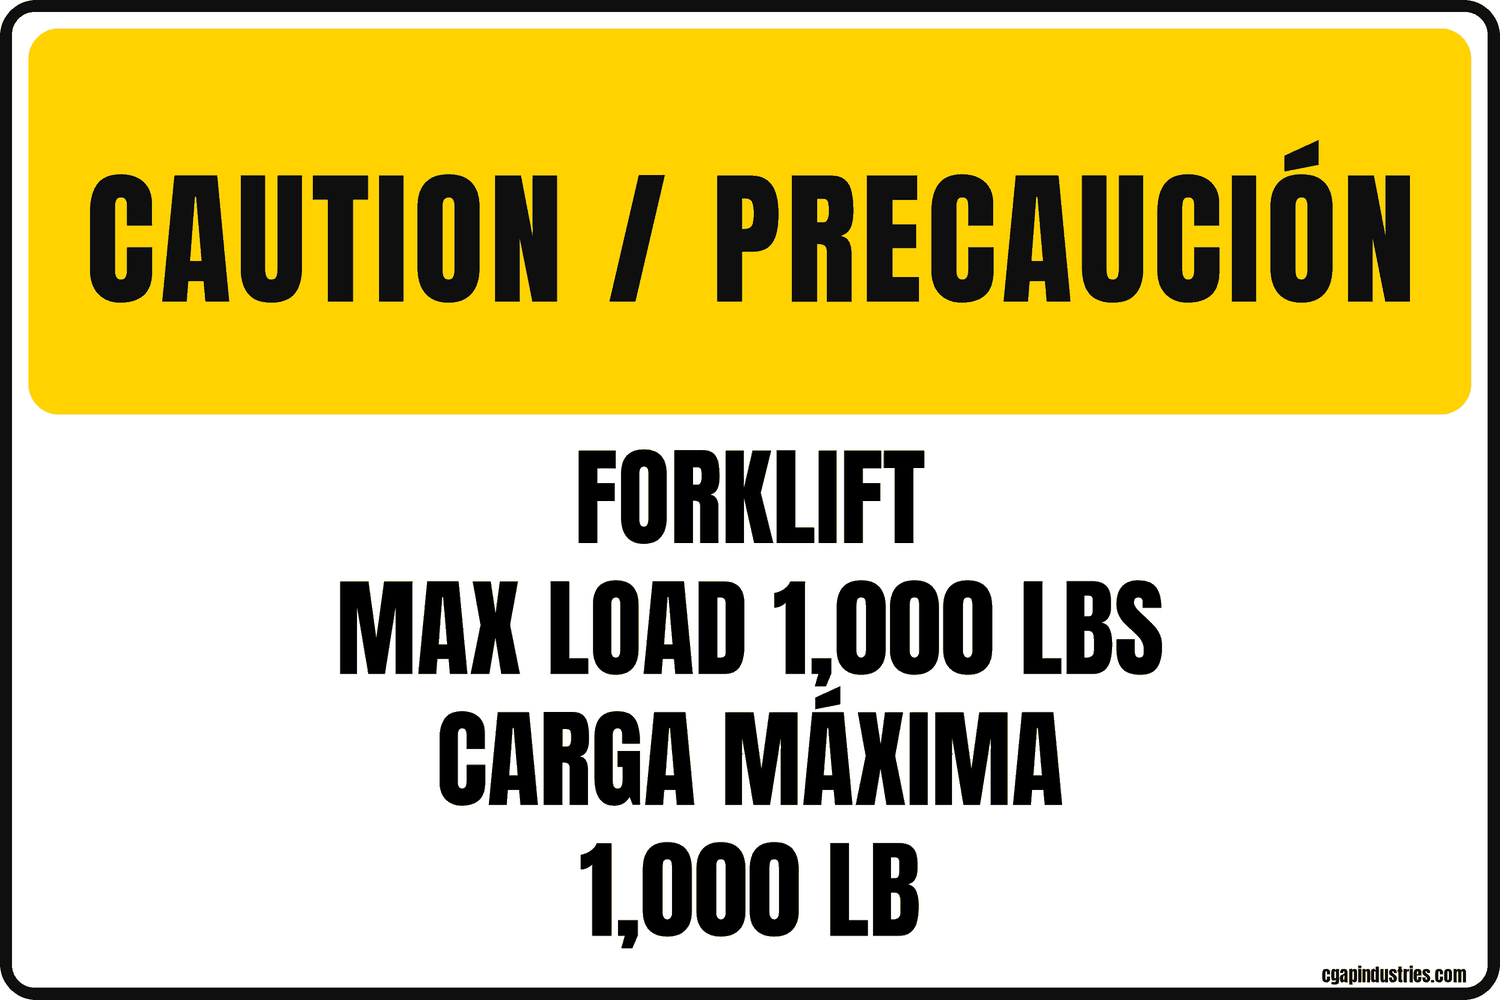 CAUTION / PRECAUCIÓN
FORKLIFT
MAX LOAD 1,000 LBS
CARGA MÁXIMA
1,000 LB
cgapindustries.com